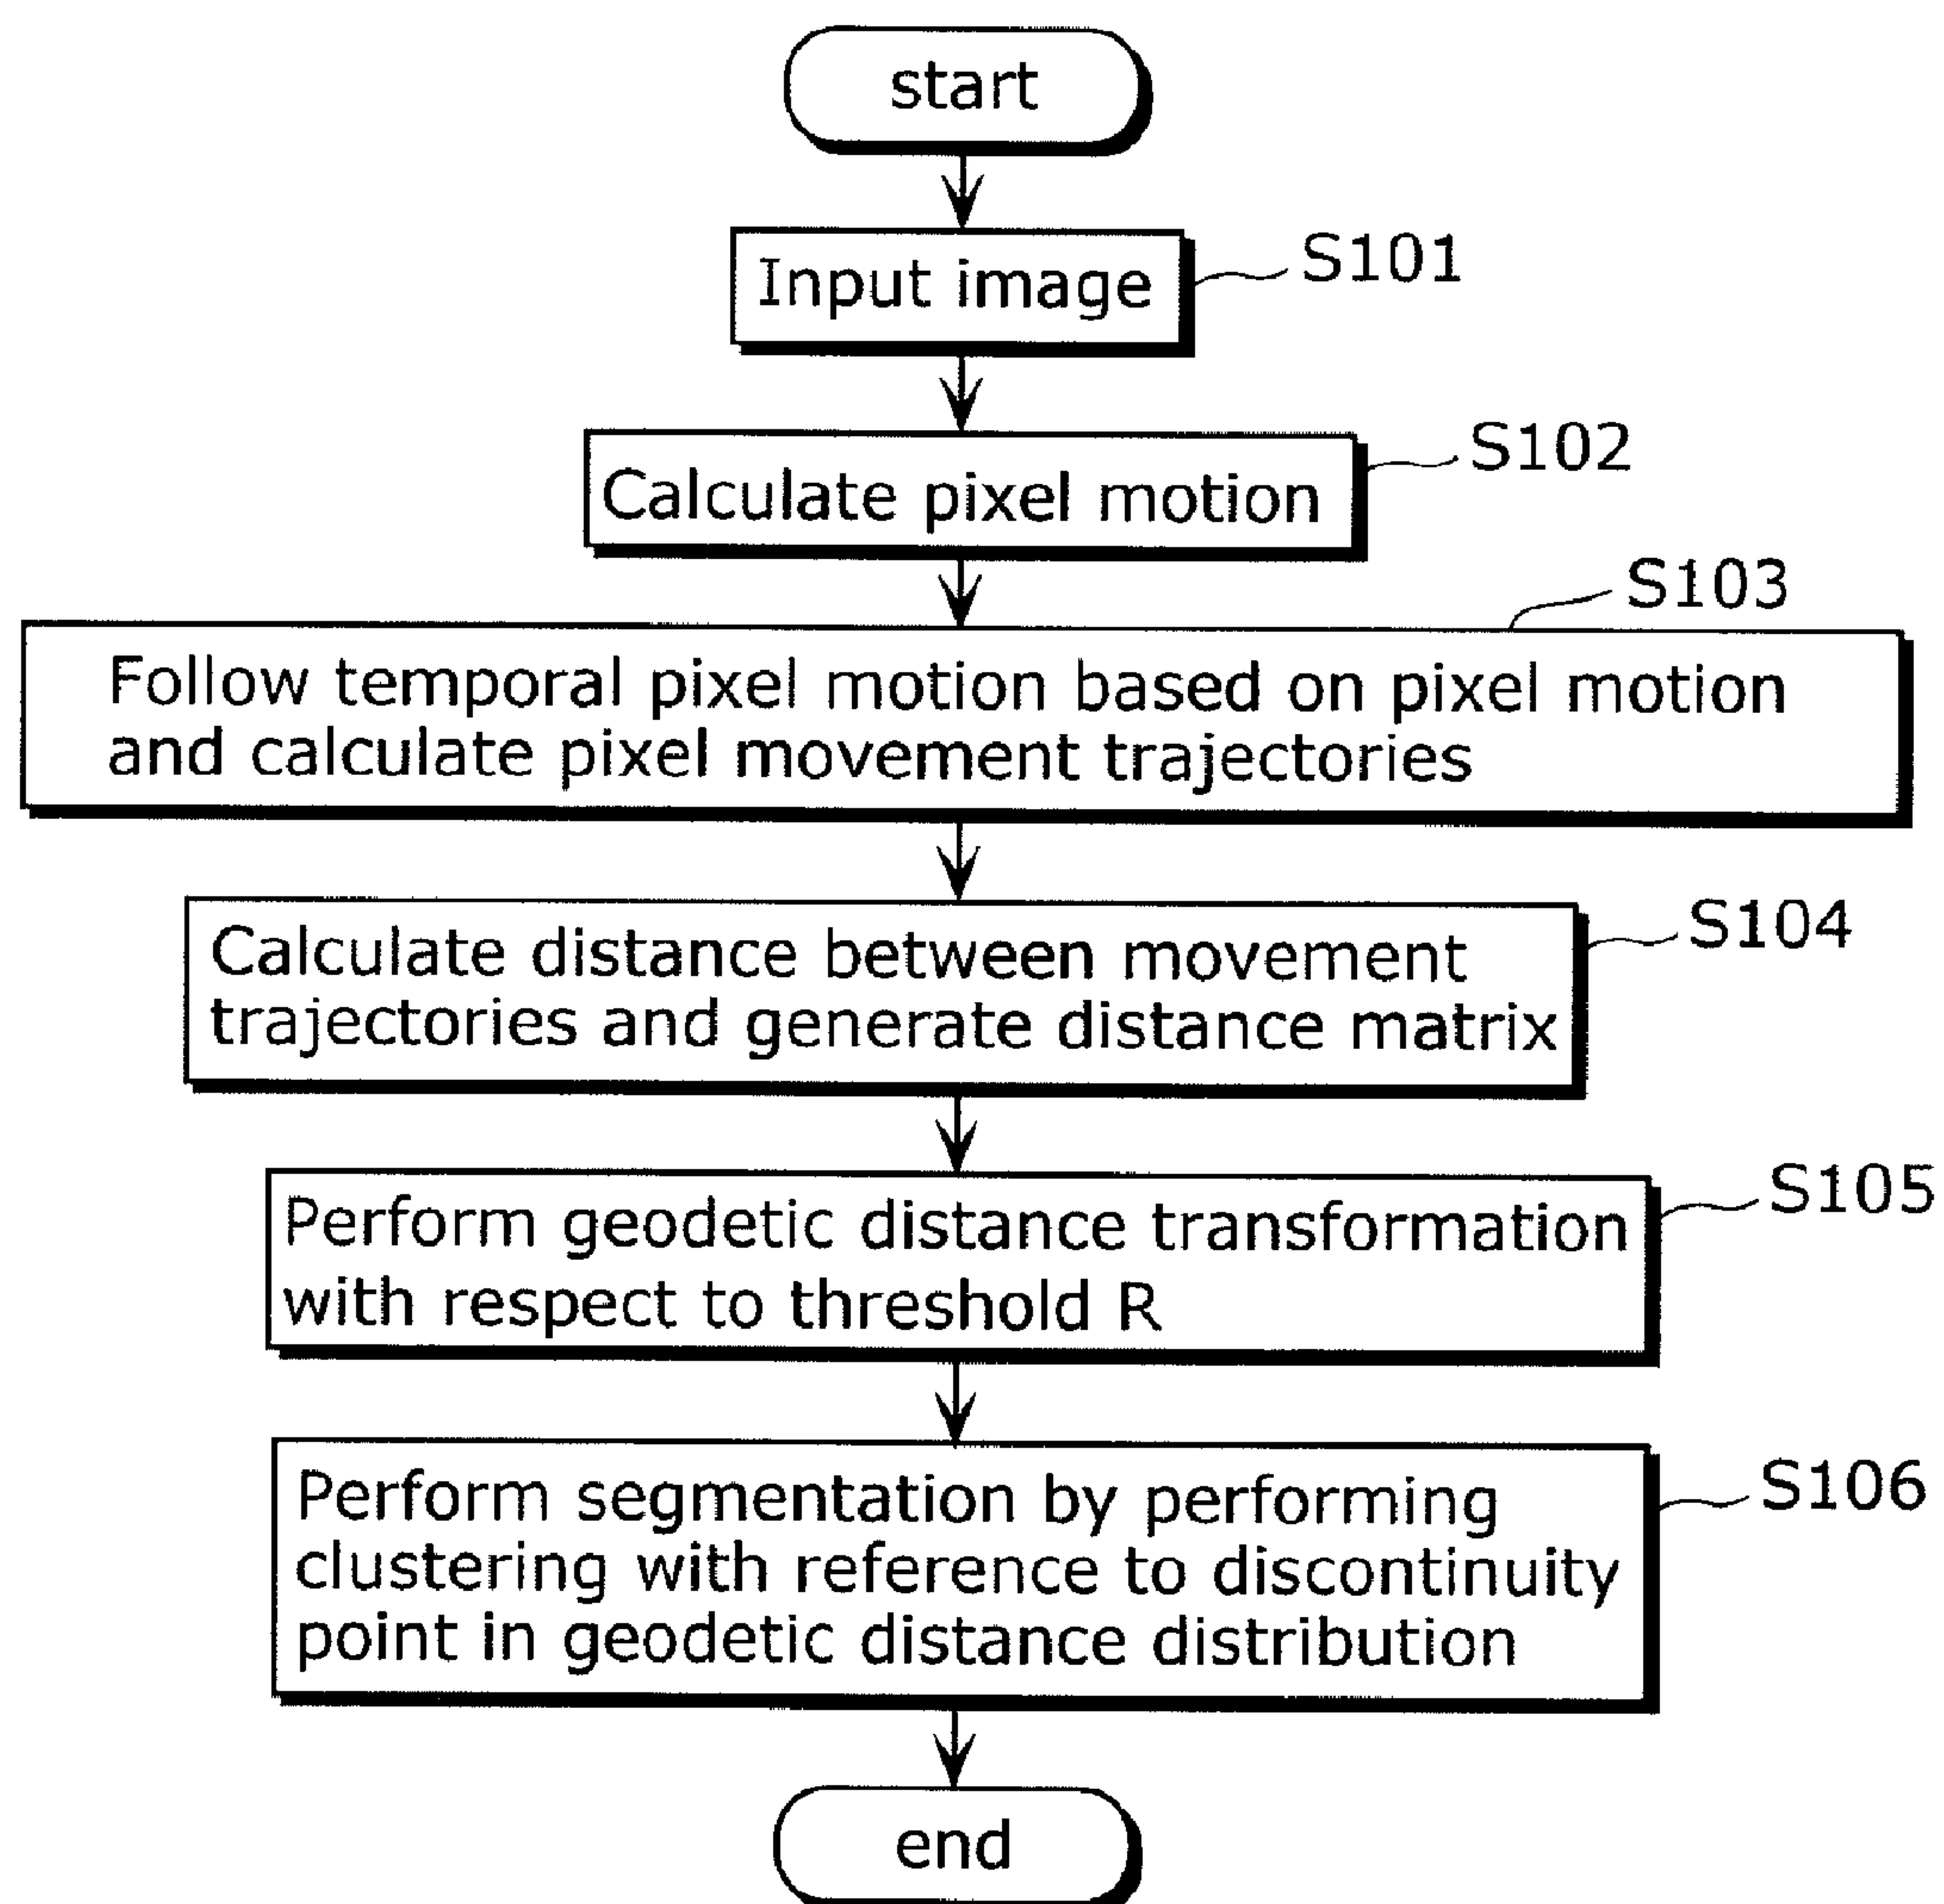 start
Input image
S101
Calculate pixel motion
S102
S103
Follow temporal pixel motion based on pixel motion
and calculate pixel movement trajectories
S104
Calculate distance between movement
trajectories and generate distance matrix
S105
Perform geodetic distance transformation
with respect to threshold R
S106
Perform segmentation by performing
clustering with reference to discontinuity
point in geodetic distance distribution
end